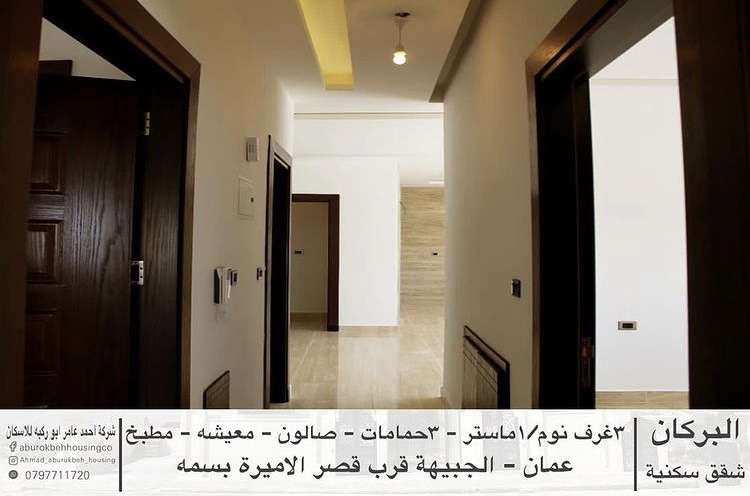 البركان
شقق سكنية
٣غرف نوم/١ماستر - ٣حمامات - صالون - معيشه - مطبخ
عمان - الجبيهة قرب قصر الاميرة بسمه
شركة احمد عامر ابو ركبه للاسكان
aburokbehhousingco
Ahmad_aburukbeh_housing
0797711720